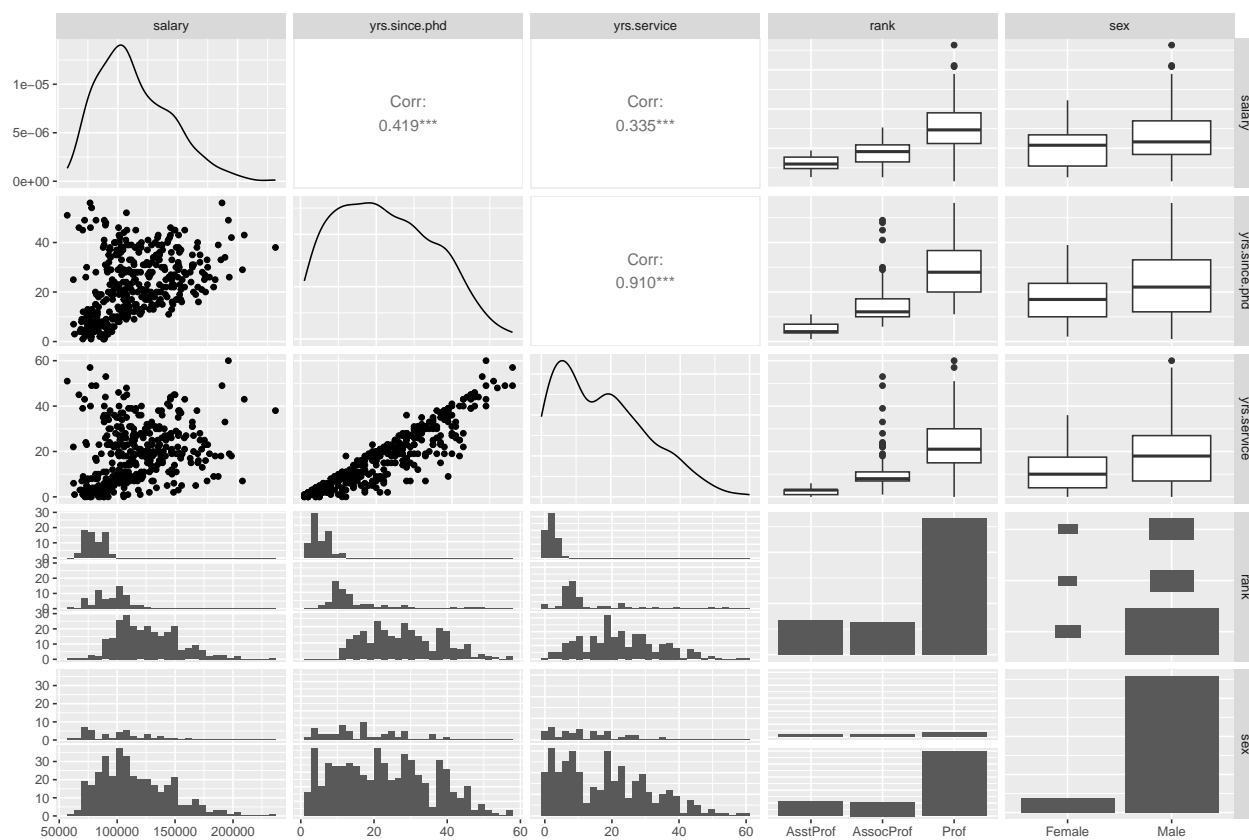 salary yrs.since.phd yrs.service rank sex
1e−05
5e−06
0e+00
Corr:
0.419***
Corr:
0.335***
salary
40
20
0
Corr:
0.910***
yrs.since.phd
60
40
20
0
yrs.service
30
20
10
0
30
20
10
0
30
20
10
0
rank
30
20
10
0
30
20
10
0
sex
50000 100000 150000 200000 0 20 40 60 0 20 40 60 AsstProf AssocProf Prof Female Male